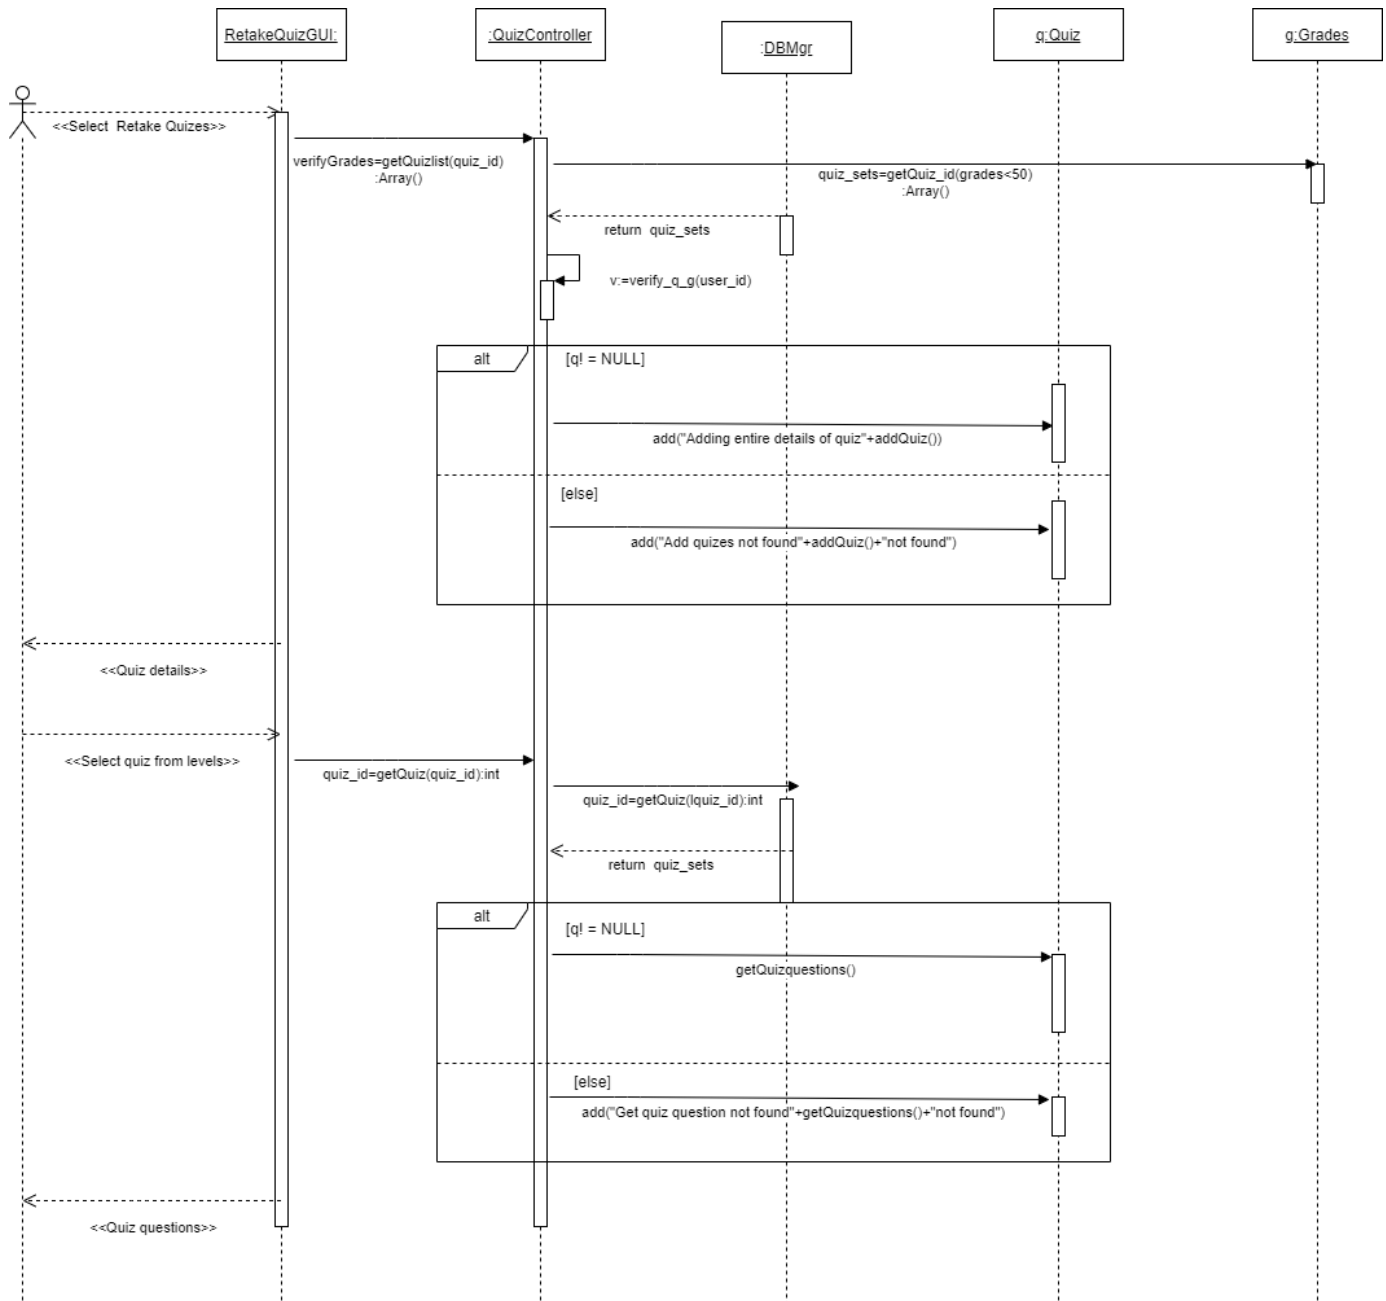 RetakeQuizGUI:
:QuizController
:DBMgr
q:Quiz
g:Grades
<<Select  Retake Quizes>>
verifyGrades=getQuizlist(quiz_id)
:Array()
quiz_sets=getQuiz_id(grades<50)
:Array()
return  quiz_sets
v:=verify_q_g(user_id)
alt
[q! = NULL]
add("Adding entire details of quiz"+addQuiz())
[else]
add("Add quizes not found"+addQuiz()+"not found")
<<Quiz details>>
<<Select quiz from levels>>
quiz_id=getQuiz(quiz_id):int
quiz_id=getQuiz(lquiz_id):int
return  quiz_sets
alt
[q! = NULL]
getQuizquestions()
[else]
add("Get quiz question not found"+getQuizquestions()+"not found")
<<Quiz questions>>